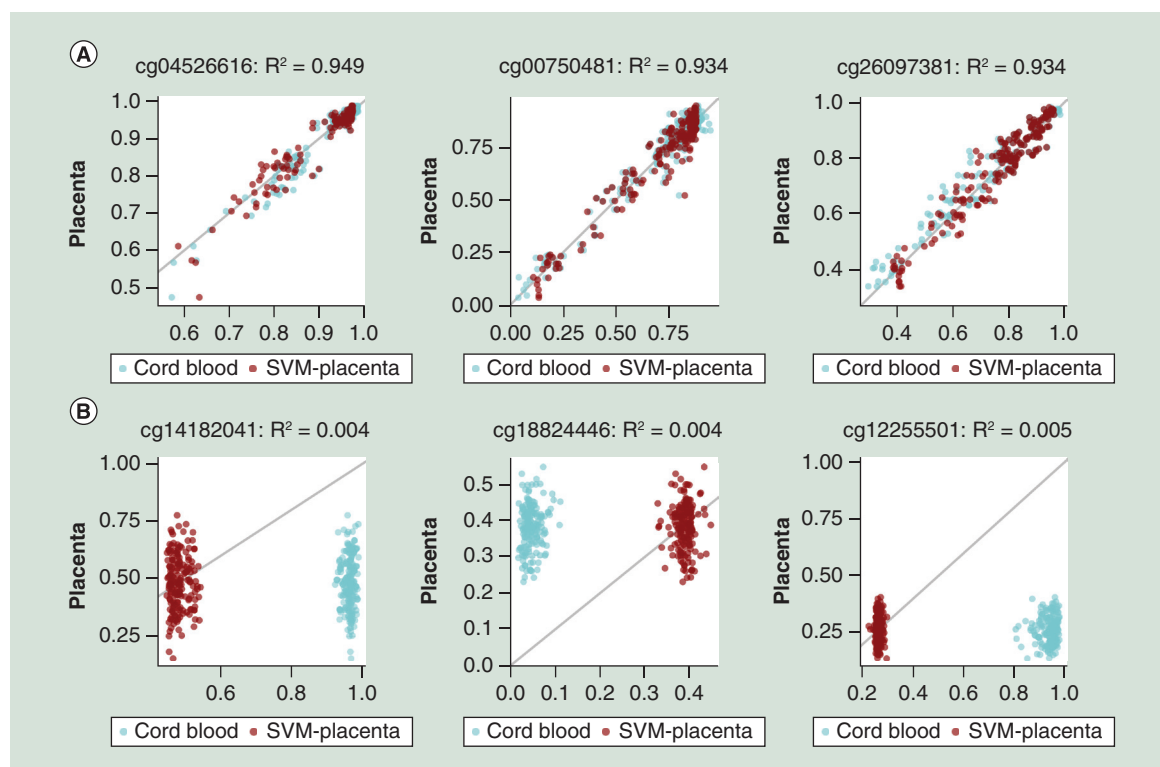 A
cg04526616: R² = 0.949
cg00750481: R² = 0.934
cg26097381: R² = 0.934
Placenta
1.0
0.9
0.8
0.7
0.6
0.5
0.6 0.7 0.8 0.9 1.0
Cord blood SVM-placenta
Placenta
0.75
0.50
0.25
0.00
0.00 0.25 0.50 0.75
Cord blood SVM-placenta
Placenta
1.0
0.8
0.6
0.4
0.4 0.6 0.8 1.0
Cord blood SVM-placenta
B
cg14182041: R² = 0.004
cg18824446: R² = 0.004
cg12255501: R² = 0.005
Placenta
1.00
0.75
0.50
0.25
0.6 0.8 1.0
Cord blood SVM-placenta
Placenta
0.5
0.4
0.3
0.2
0.1
0.0
0.0 0.1 0.2 0.3 0.4
Cord blood SVM-placenta
Placenta
1.00
0.75
0.50
0.25
0.2 0.4 0.6 0.8 1.0
Cord blood SVM-placenta